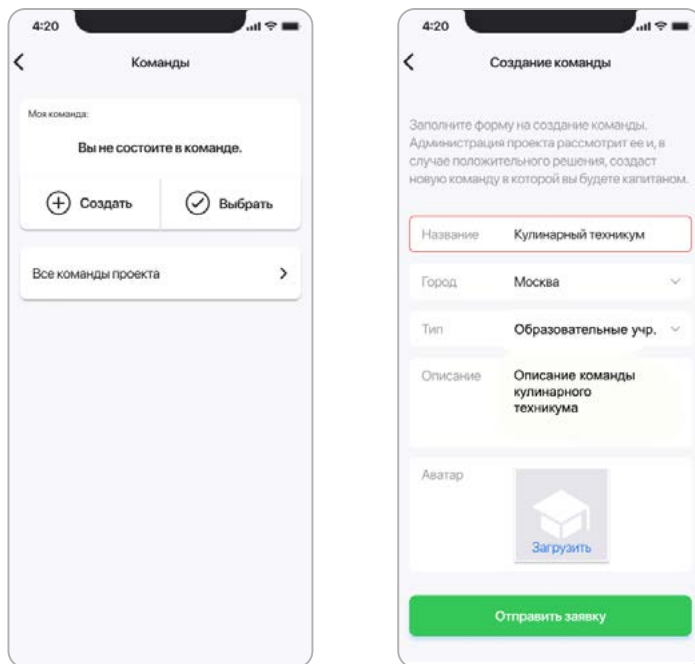 4:20
Команды
Моя команда:
Вы не состоите в команде.
Создать
Выбрать
Все команды проекта
4:20
Создание команды
Заполните форму на создание команды.
Администрация проекта рассмотрит ее и, в
случае положительного решения, создаст
новую команду в которой вы будете капитаном.
Название Кулинарный техникум
Город Москва
Тип Образовательные учр.
Описание Описание команды
кулинарного
техникума
Аватар
Загрузить
Отправить заявку